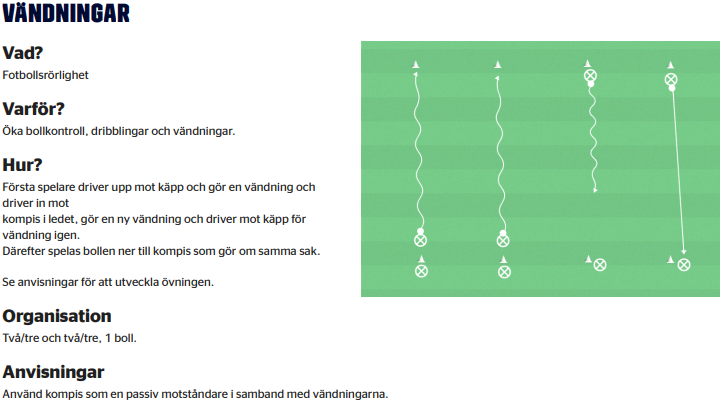 VÄNDNINGAR
Vad?
Fotbollsrörlighet
Varför?
Öka bollkontroll, dribblingar och vändningar.
Hur?
Första spelare driver upp mot käpp och gör en vändning och
driver in mot
kompis i ledet, gör en ny vändning och driver mot käpp för
vändning igen.
Därefter spelas bollen ner till kompis som gör om samma sak.
Se anvisningar för att utveckla övningen.
Organisation
Två/tre och två/tre, 1 boll.
Anvisningar
Använd kompis som en passiv motståndare i samband med vändningarna.